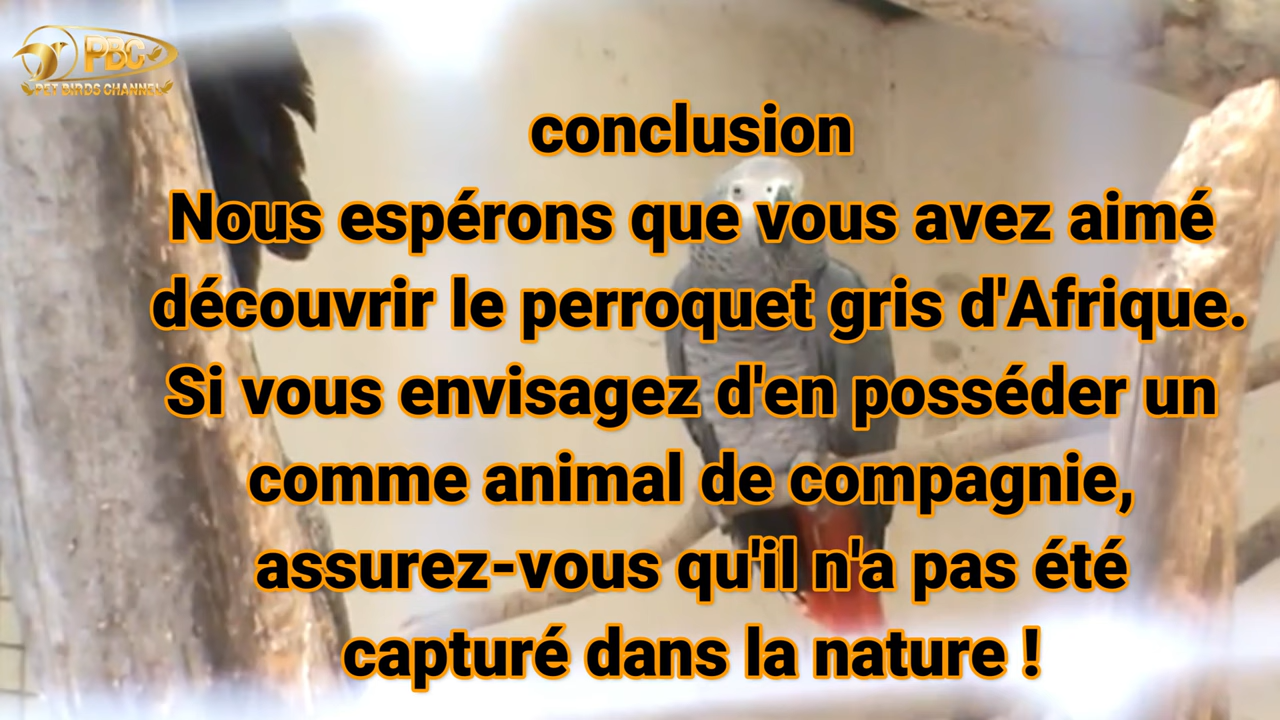 PBC
PET BIRDS CHANNEL
conclusion
Nous espérons que vous avez aimé
découvrir le perroquet gris d'Afrique.
Si vous envisagez d'en posséder un
comme animal de compagnie,
assurez-vous qu'il n'a pas été
capturé dans la nature !